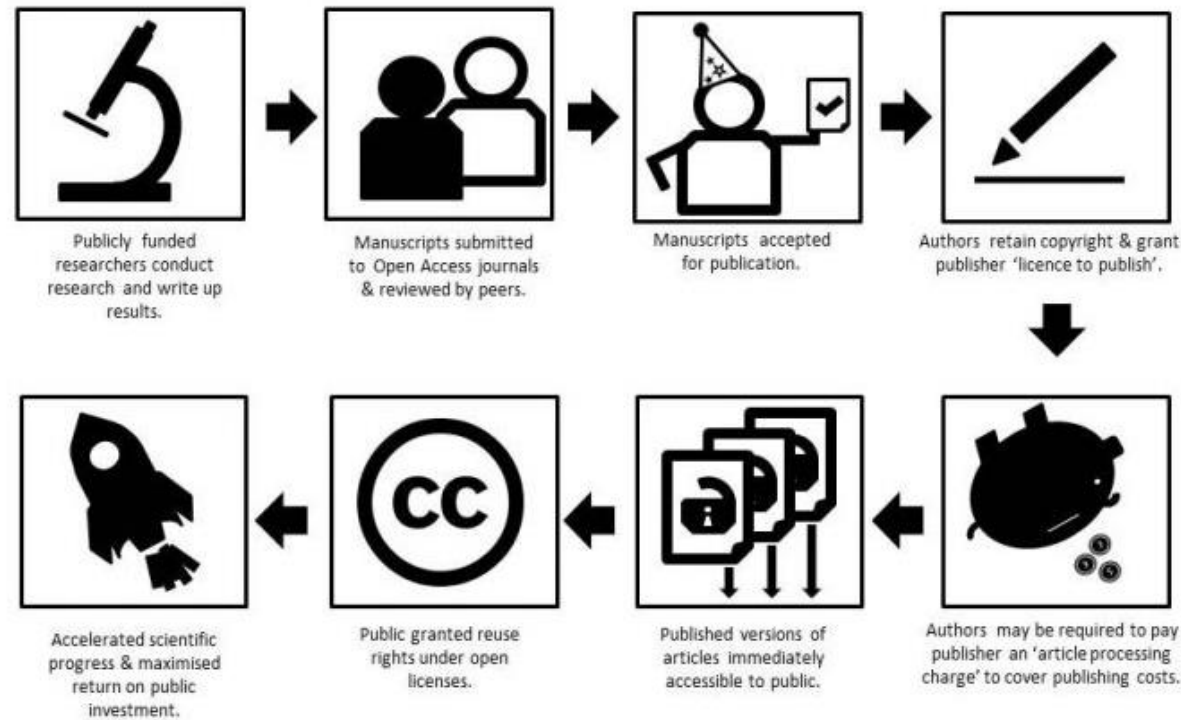 Publicly funded
researchers conduct
research and write up
results.
Manuscripts submitted
to Open Access journals
& reviewed by peers.
Manuscripts accepted
for publication.
Authors retain copyright & grant
publisher ‘licence to publish’.
Authors may be required to pay
publisher an ‘article processing
charge’ to cover publishing costs.
Published versions of
articles immediately
accessible to public.
cc
Public granted reuse
rights under open
licenses.
Accelerated scientific
progress & maximised
return on public
investment.